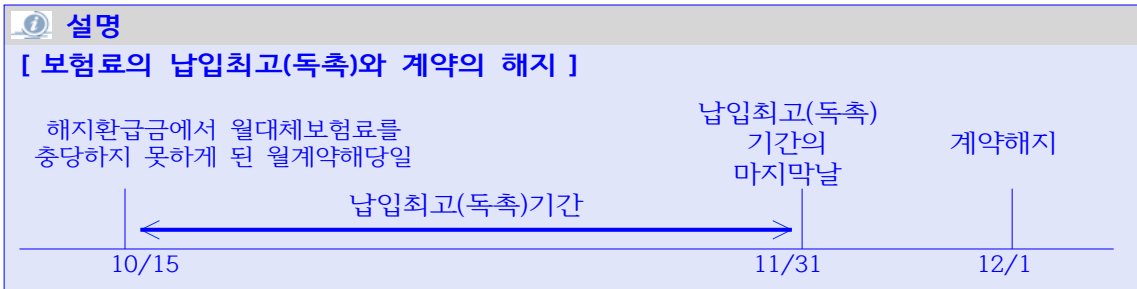 설명
[ 보험료의 납입최고(독촉)와 계약의 해지 ]
해지환급금에서 월대체보험료를
충당하지 못하게 된 월계약해당일
납입최고(독촉)
기간의
마지막날
계약해지
납입최고(독촉)기간
10/15
11/31
12/1